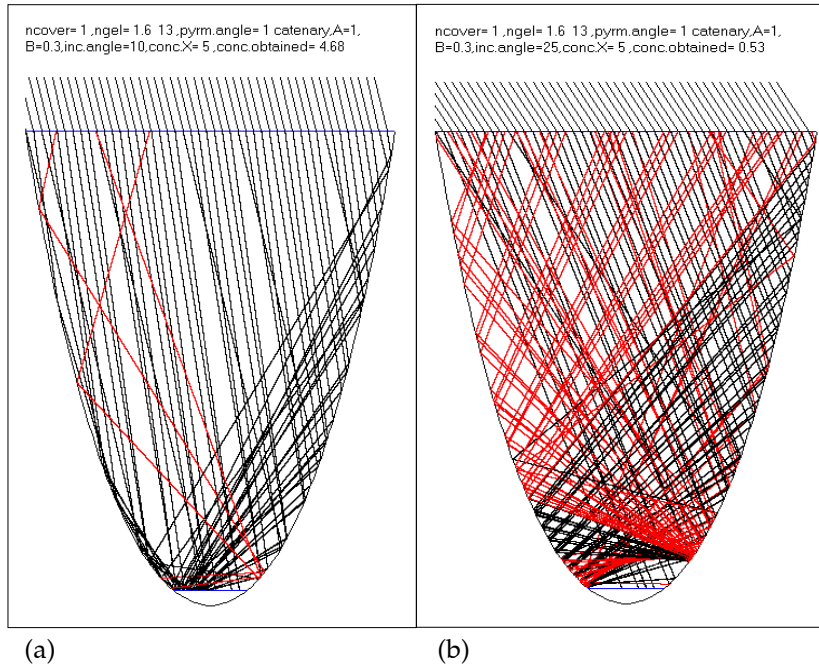 ncover= 1 ,ngel= 1.6 13,pyrm.angle= 1 catenary,A=1,
B=0.3,inc.angle=10,conc.X= 5 ,conc.obtained= 4.68
ncover= 1 ,ngel= 1.6 13,pyrm.angle= 1 catenary,A=1,
B=0.3,inc.angle=25,conc.X= 5 ,conc.obtained= 0.53
(a)
(b)